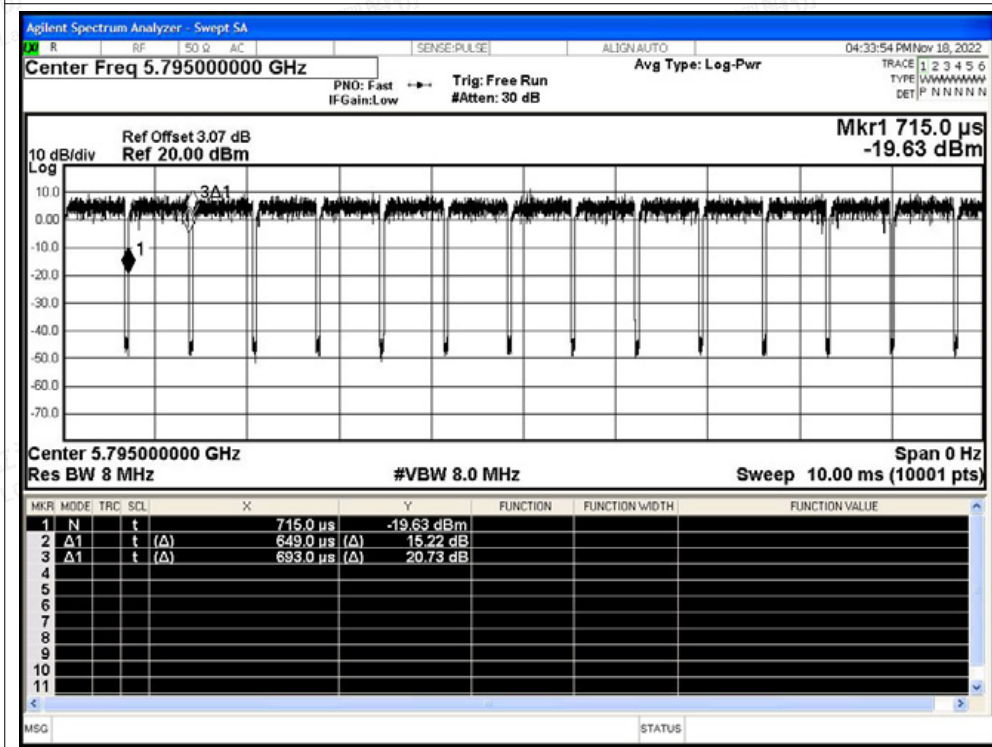 Agilent Spectrum Analyzer - Swept SA
LXI R RF 50 Ω AC SENSE:PULSE ALIGN AUTO 04:33:54 PM Nov 18, 2022
Center Freq 5.795000000 GHz Avg Type: Log-Pwr TRACE 1 2 3 4 5 6
PNO: Fast Trig: Free Run TYPE WWWWWWW
IFGain:Low #Atten: 30 dB DET P N N N N N
Mkr1 715.0 µs
Ref Offset 3.07 dB
10 dB/div Ref 20.00 dBm -19.63 dBm
Log
10.0
3Δ1
0.00
1
-10.0
-20.0
-30.0
-40.0
-50.0
-60.0
-70.0
Center 5.795000000 GHz Span 0 Hz
Res BW 8 MHz #VBW 8.0 MHz Sweep 10.00 ms (10001 pts)
MKR MODE TRC SCL X Y FUNCTION FUNCTION WIDTH FUNCTION VALUE
1 N t 715.0 µs -19.63 dBm
2 Δ1 t (Δ) 649.0 µs (Δ) 15.22 dB
3 Δ1 t (Δ) 693.0 µs (Δ) 20.73 dB
4
5
6
7
8
9
10
11
MSG STATUS